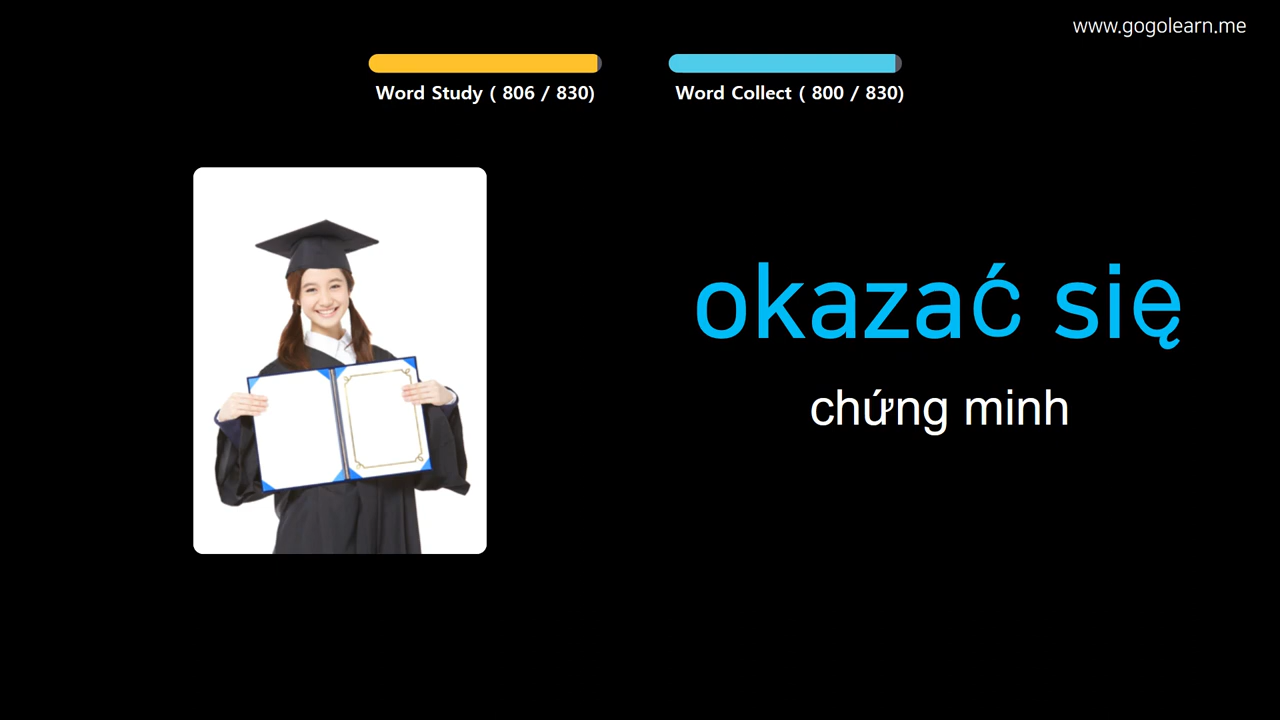 www.gogolearn.me
Word Study ( 806 / 830)
Word Collect ( 800 / 830)
okazać się
chứng minh